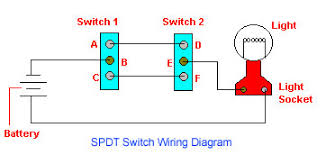 Switch 1
Switch 2
Light
A
D
B
E
C
F
Light
Socket
Battery
SPDT Switch Wiring Diagram